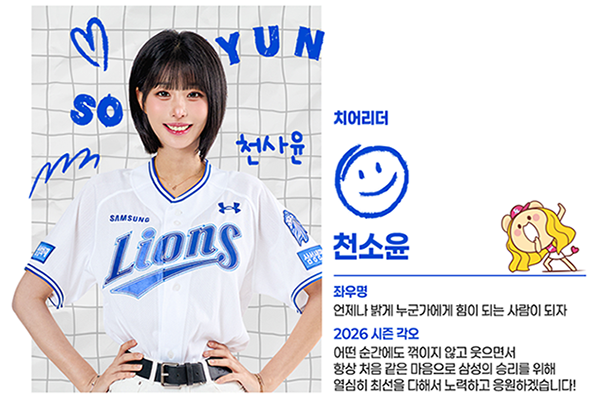 YUN
SO
천사윤
SAMSUNG
Lions
치어리더
천소윤
좌우명
언제나 밝게 누군가에게 힘이 되는 사람이 되자
2026 시즌 각오
어떤 순간에도 꺾이지 않고 웃으면서
항상 처음 같은 마음으로 삼성의 승리를 위해
열심히 최선을 다해서 노력하고 응원하겠습니다!